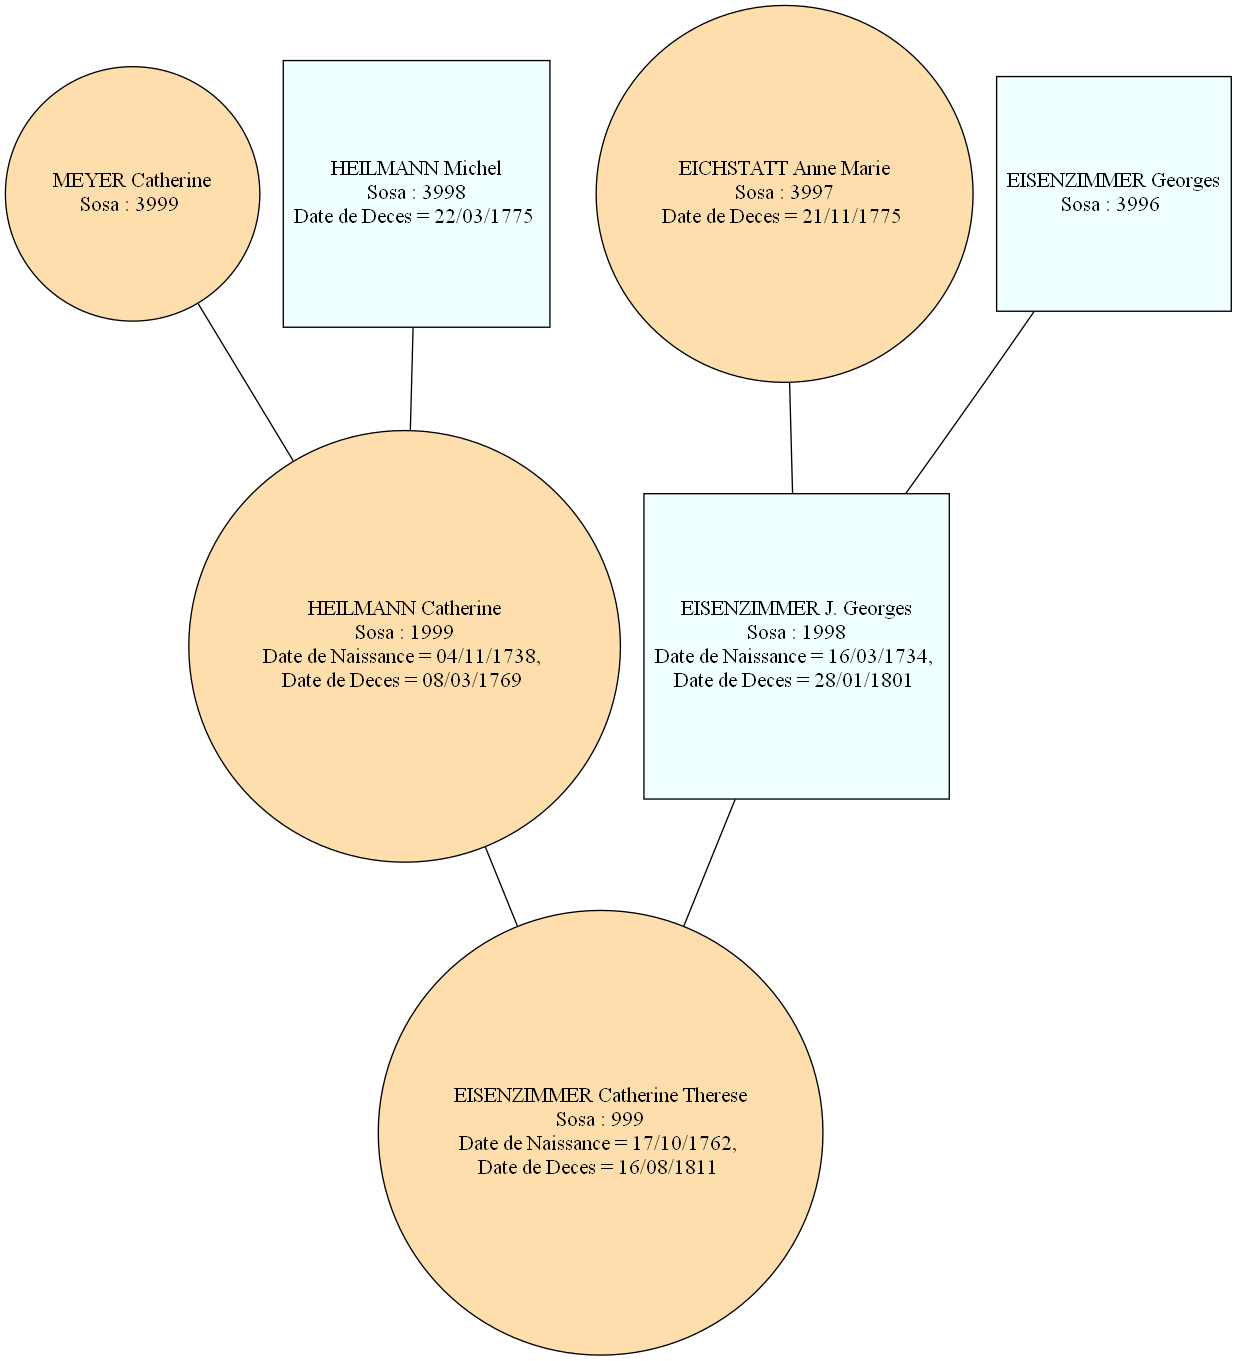 MEYER Catherine
Sosa : 3999
HEILMANN Michel
Sosa : 3998
Date de Deces = 22/03/1775
EICHSTATT Anne Marie
Sosa : 3997
Date de Deces = 21/11/1775
EISENZIMMER Georges
Sosa : 3996
HEILMANN Catherine
Sosa : 1999
Date de Naissance = 04/11/1738,
Date de Deces = 08/03/1769
EISENZIMMER J. Georges
Sosa : 1998
Date de Naissance = 16/03/1734,
Date de Deces = 28/01/1801
EISENZIMMER Catherine Therese
Sosa : 999
Date de Naissance = 17/10/1762,
Date de Deces = 16/08/1811